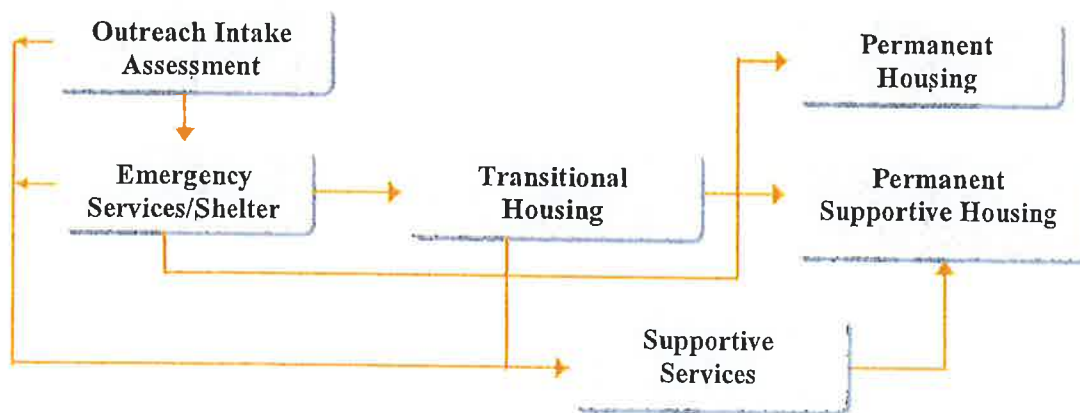 Outreach Intake
Assessment
Permanent
Housing
Emergency
Services/Shelter
Transitional
Housing
Permanent
Supportive Housing
Supportive
Services